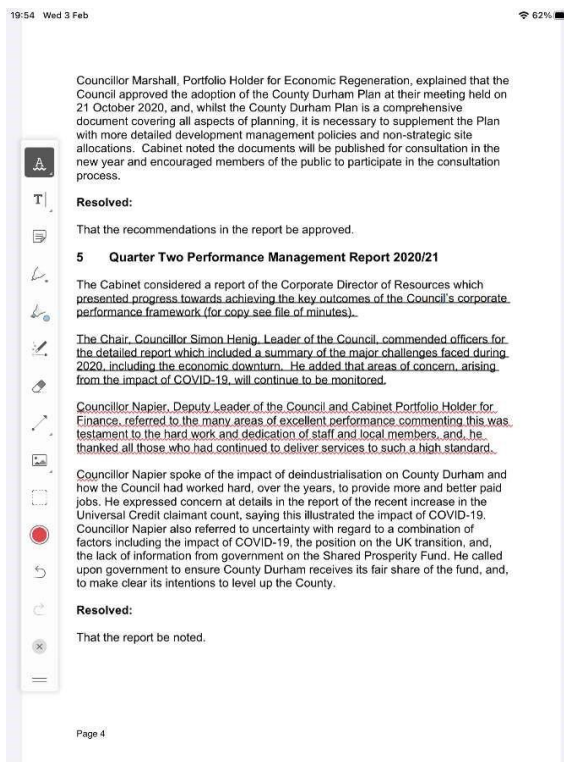 19:54 Wed 3 Feb
62%
Councillor Marshall, Portfolio Holder for Economic Regeneration, explained that the
Council approved the adoption of the County Durham Plan at their meeting held on
21 October 2020, and, whilst the County Durham Plan is a comprehensive
document covering all aspects of planning, it is necessary to supplement the Plan
with more detailed development management policies and non-strategic site
allocations. Cabinet noted the documents will be published for consultation in the
new year and encouraged members of the public to participate in the consultation
process.
Resolved:
That the recommendations in the report be approved.
5 Quarter Two Performance Management Report 2020/21
The Cabinet considered a report of the Corporate Director of Resources which
presented progress towards achieving the key outcomes of the Council's corporate
performance framework (for copy see file of minutes).
The Chair, Councillor Simon Henig, Leader of the Council, commended officers for
the detailed report which included a summary of the major challenges faced during
2020, including the economic downturn. He added that areas of concern, arising
from the impact of COVID-19, will continue to be monitored.
Councillor Napier, Deputy Leader of the Council and Cabinet Portfolio Holder for
Finance, referred to the many areas of excellent performance commenting this was
testament to the hard work and dedication of staff and local members, and, he
thanked all those who had continued to deliver services to such a high standard.
Councillor Napier spoke of the impact of deindustrialisation on County Durham and
how the Council had worked hard, over the years, to provide more and better paid
jobs. He expressed concern at details in the report of the recent increase in the
Universal Credit claimant count, saying this illustrated the impact of COVID-19.
Councillor Napier also referred to uncertainty with regard to a combination of
factors including the impact of COVID-19, the position on the UK transition, and,
the lack of information from government on the Shared Prosperity Fund. He called
upon government to ensure County Durham receives its fair share of the fund, and,
to make clear its intentions to level up the County.
Resolved:
That the report be noted.
Page 4